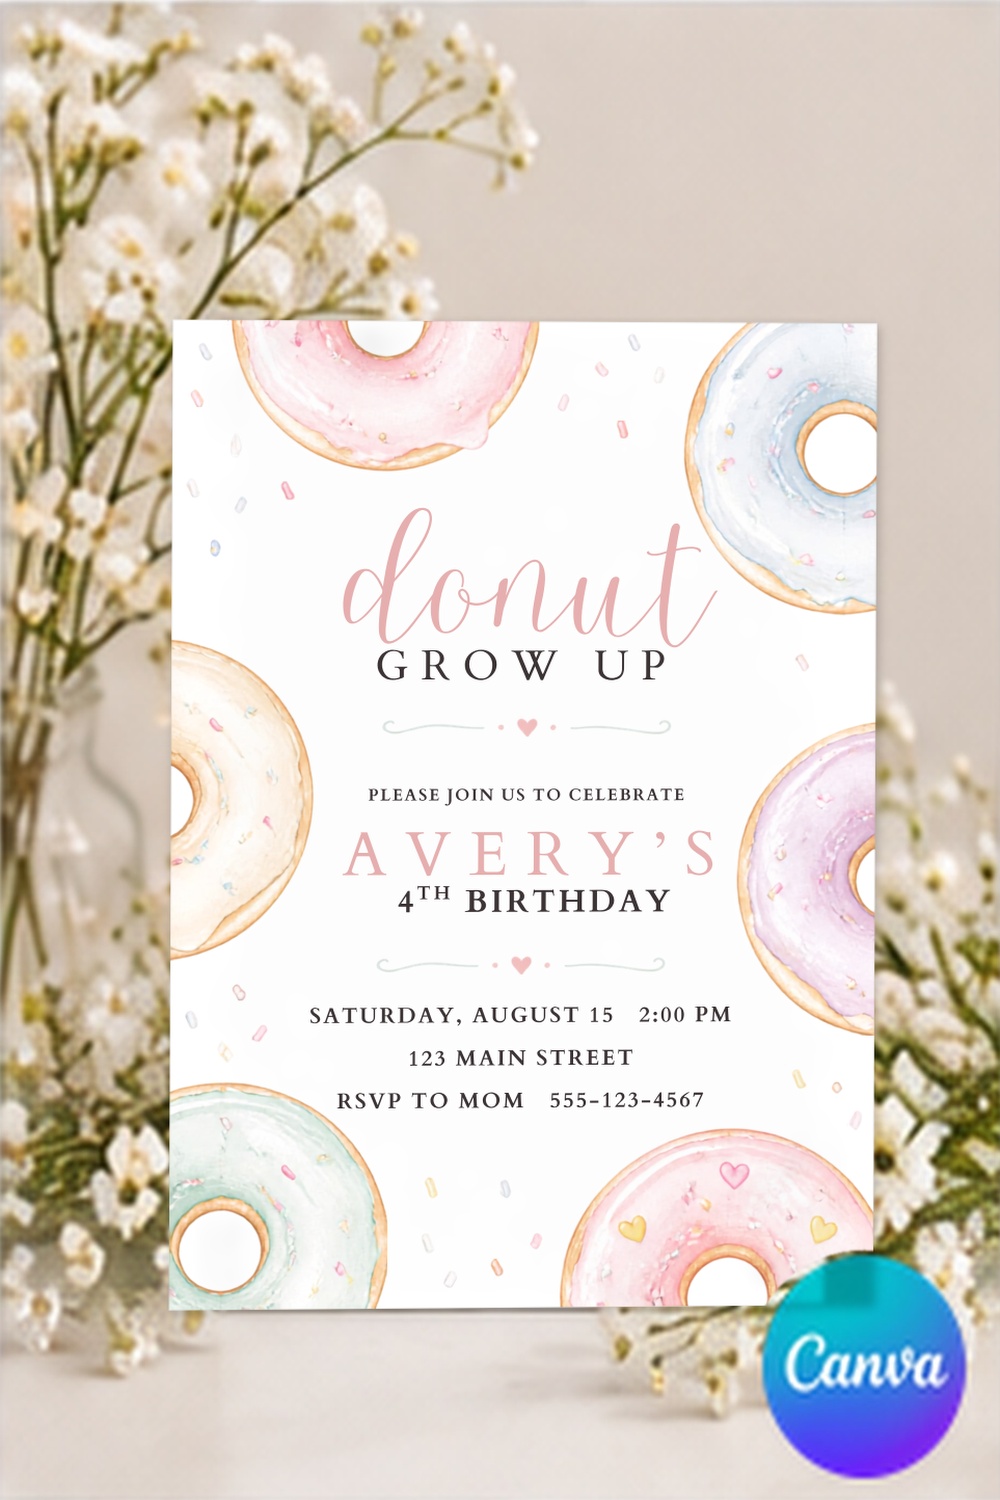 donut
GROW UP
PLEASE JOIN US TO CELEBRATE
AVERY'S
4TH BIRTHDAY
SATURDAY, AUGUST 15 2:00 PM
123 MAIN STREET
RSVP TO MOM 555-123-4567
Canva